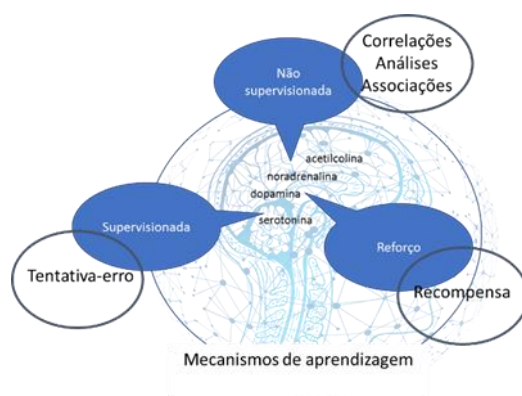 Correlações
Análises
Associações
Não
supervisionada
acetilcolina
noradrenalina
dopamina
serotonina
Supervisionada
Tentativa-erro
Reforço
Recompensa
Mecanismos de aprendizagem